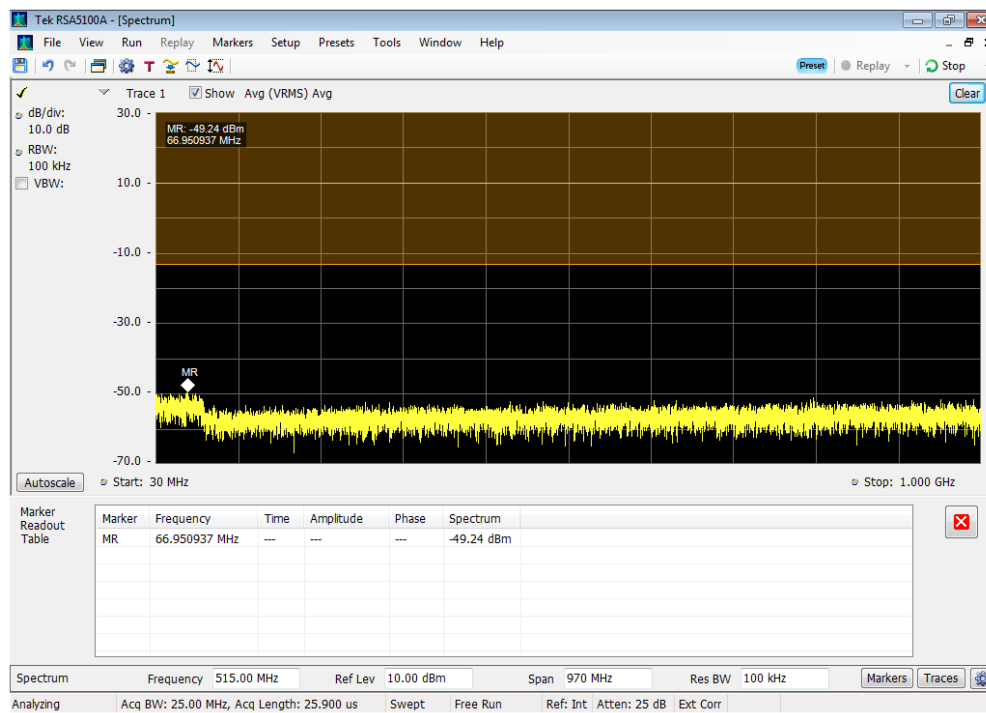 Tek RSA5100A - [Spectrum]
File View Run Replay Markers Setup Presets Tools Window Help
T Preset Replay Stop
Trace 1 Show Avg (VRMS) Avg Clear
dB/div:
10.0 dB
RBW:
100 kHz
VBW:
30.0
10.0
-10.0
-30.0
-50.0
-70.0
MR: -49.24 dBm
66.950937 MHz
MR
Autoscale Start: 30 MHz Stop: 1.000 GHz
Marker
Readout
Table
Marker Frequency Time Amplitude Phase Spectrum
MR 66.950937 MHz --- --- --- -49.24 dBm
Spectrum Frequency 515.00 MHz Ref Lev 10.00 dBm Span 970 MHz Res BW 100 kHz Markers Traces
Analyzing Acq BW: 25.00 MHz, Acq Length: 25.900 us Swept Free Run Ref: Int Atten: 25 dB Ext Corr